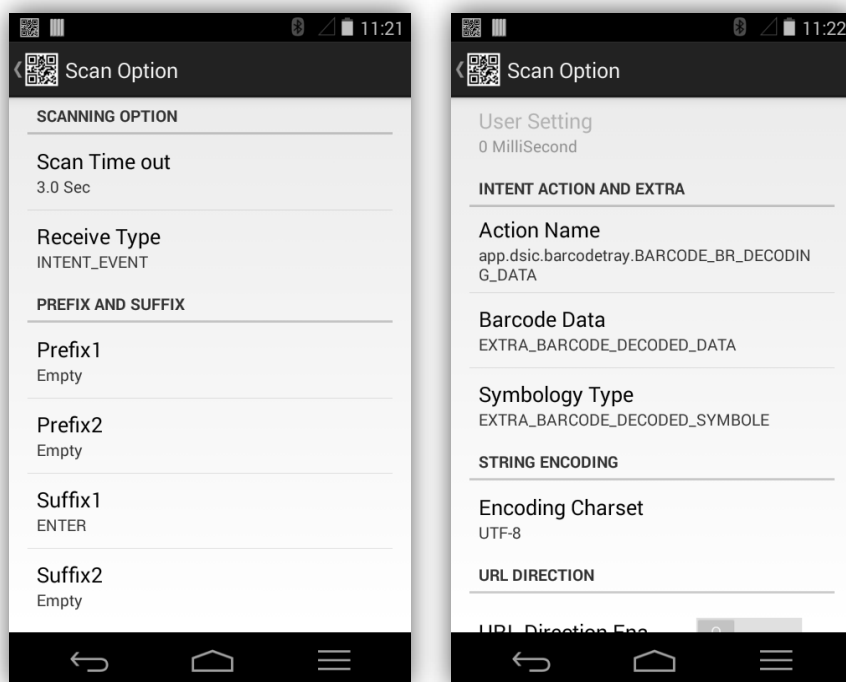 11:21
Scan Option
SCANNING OPTION
Scan Time out
3.0 Sec
Receive Type
INTENT_EVENT
PREFIX AND SUFFIX
Prefix1
Empty
Prefix2
Empty
Suffix1
ENTER
Suffix2
Empty
11:22
Scan Option
User Setting
0 MilliSecond
INTENT ACTION AND EXTRA
Action Name
app.dsic.barcodetray.BARCODE_BR_DECODIN
G_DATA
Barcode Data
EXTRA_BARCODE_DECODED_DATA
Symbology Type
EXTRA_BARCODE_DECODED_SYMBOLE
STRING ENCODING
Encoding Charset
UTF-8
URL DIRECTION
URL Direction Ena